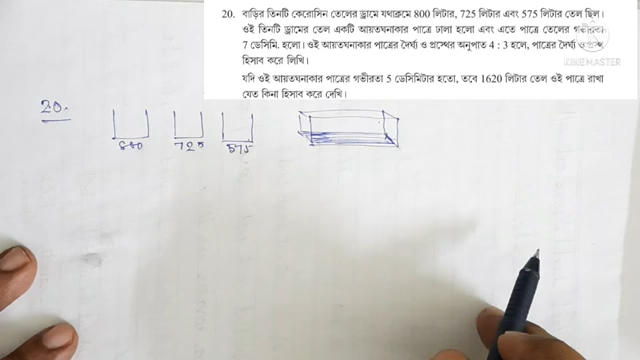 20. বাড়ির তিনটি কেরোসিন তেলের ড্রামে যথাক্রমে 800 লিটার, 725 লিটার এবং 575 লিটার তেল ছিল।
ওই তিনটি ড্রামের তেল একটি আয়তঘনাকার পাত্রে ঢালা হলো এবং এতে পাত্রে তেলের গভীরতা
7 ডেসিমি. হলো। ওই আয়তঘনাকার পাত্রের দৈর্ঘ্য ও প্রস্থের অনুপাত 4 : 3 হলে, পাত্রের দৈর্ঘ্য ও প্রস্থ
হিসাব করে লিখি।
যদি ওই আয়তঘনাকার পাত্রের গভীরতা 5 ডেসিমিটার হতো, তবে 1620 লিটার তেল ওই পাত্রে রাখা
যেত কিনা হিসাব করে দেখি।
KINEMASTER
20.
800 725 575